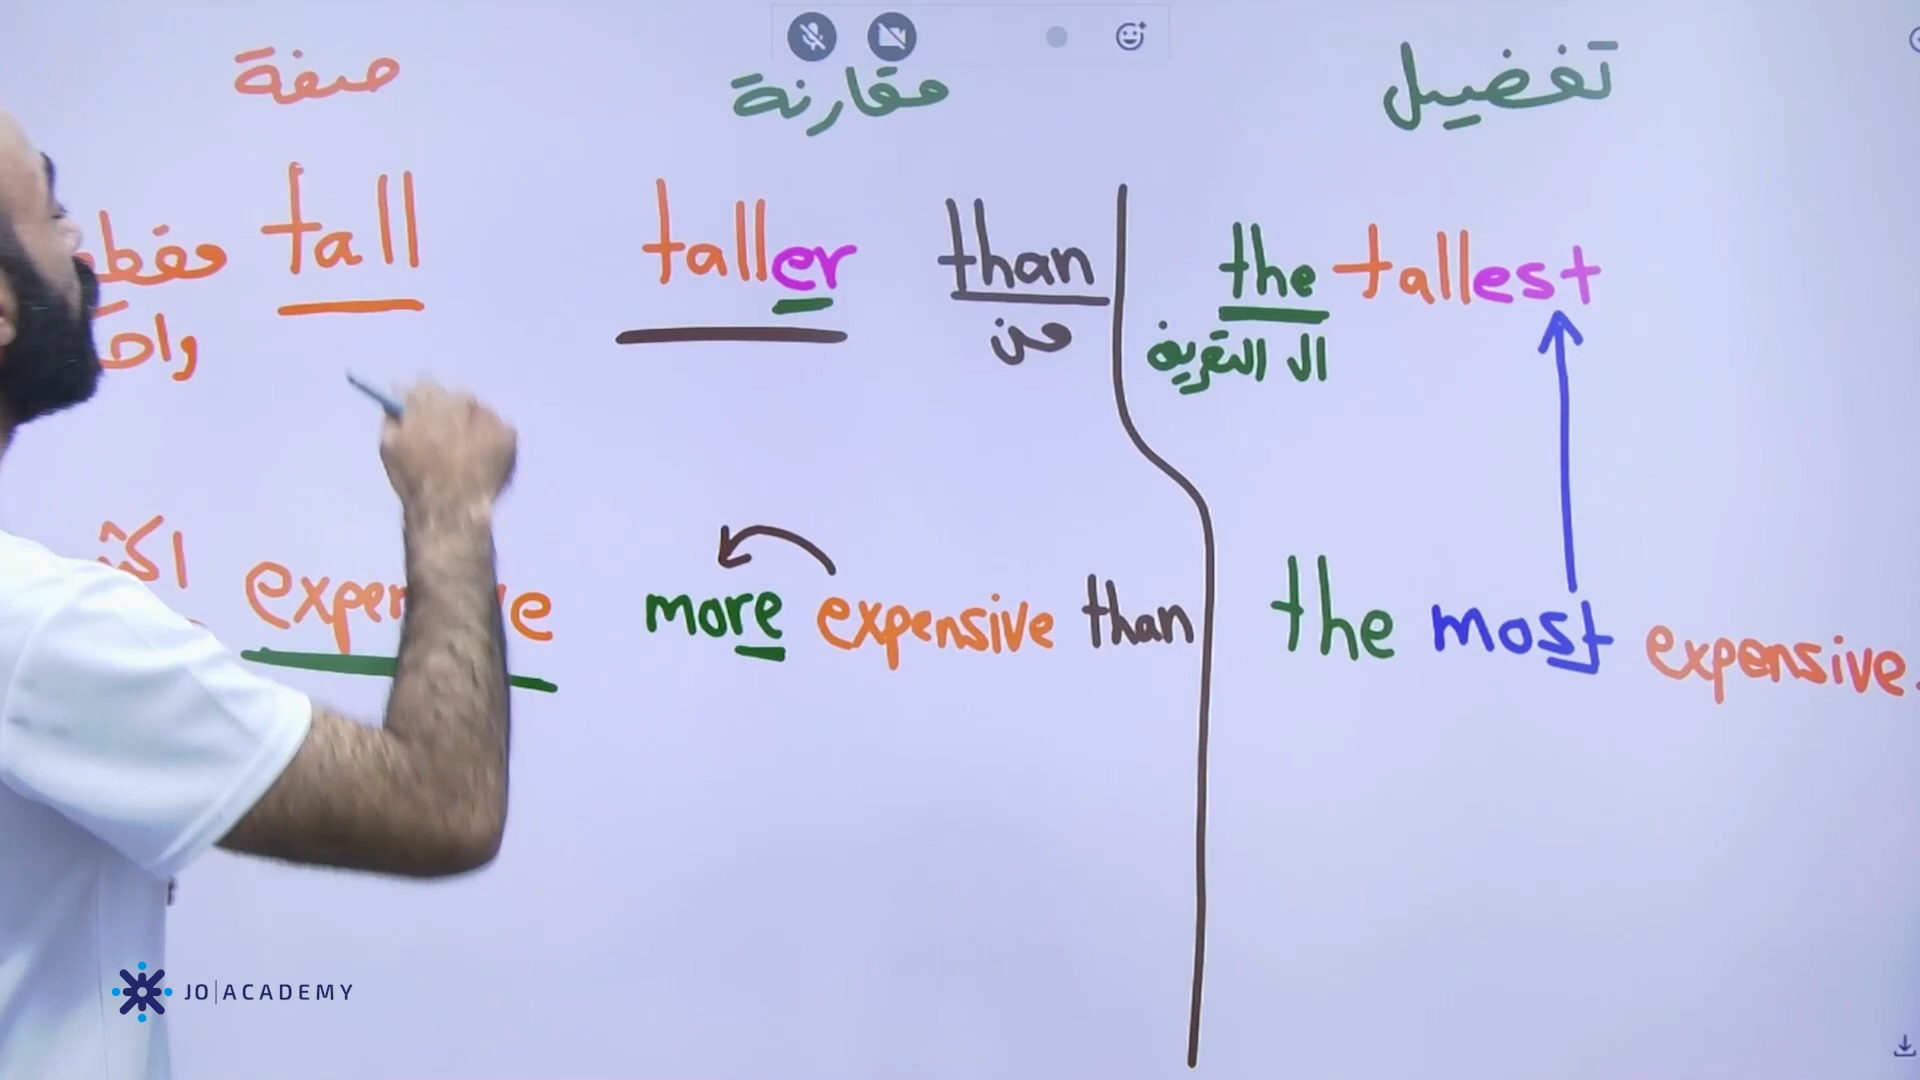 صفة مقارنة تفضيل
tall taller than the tallest
من ال التعريف
expensive more expensive than the most expensive.
JO|ACADEMY